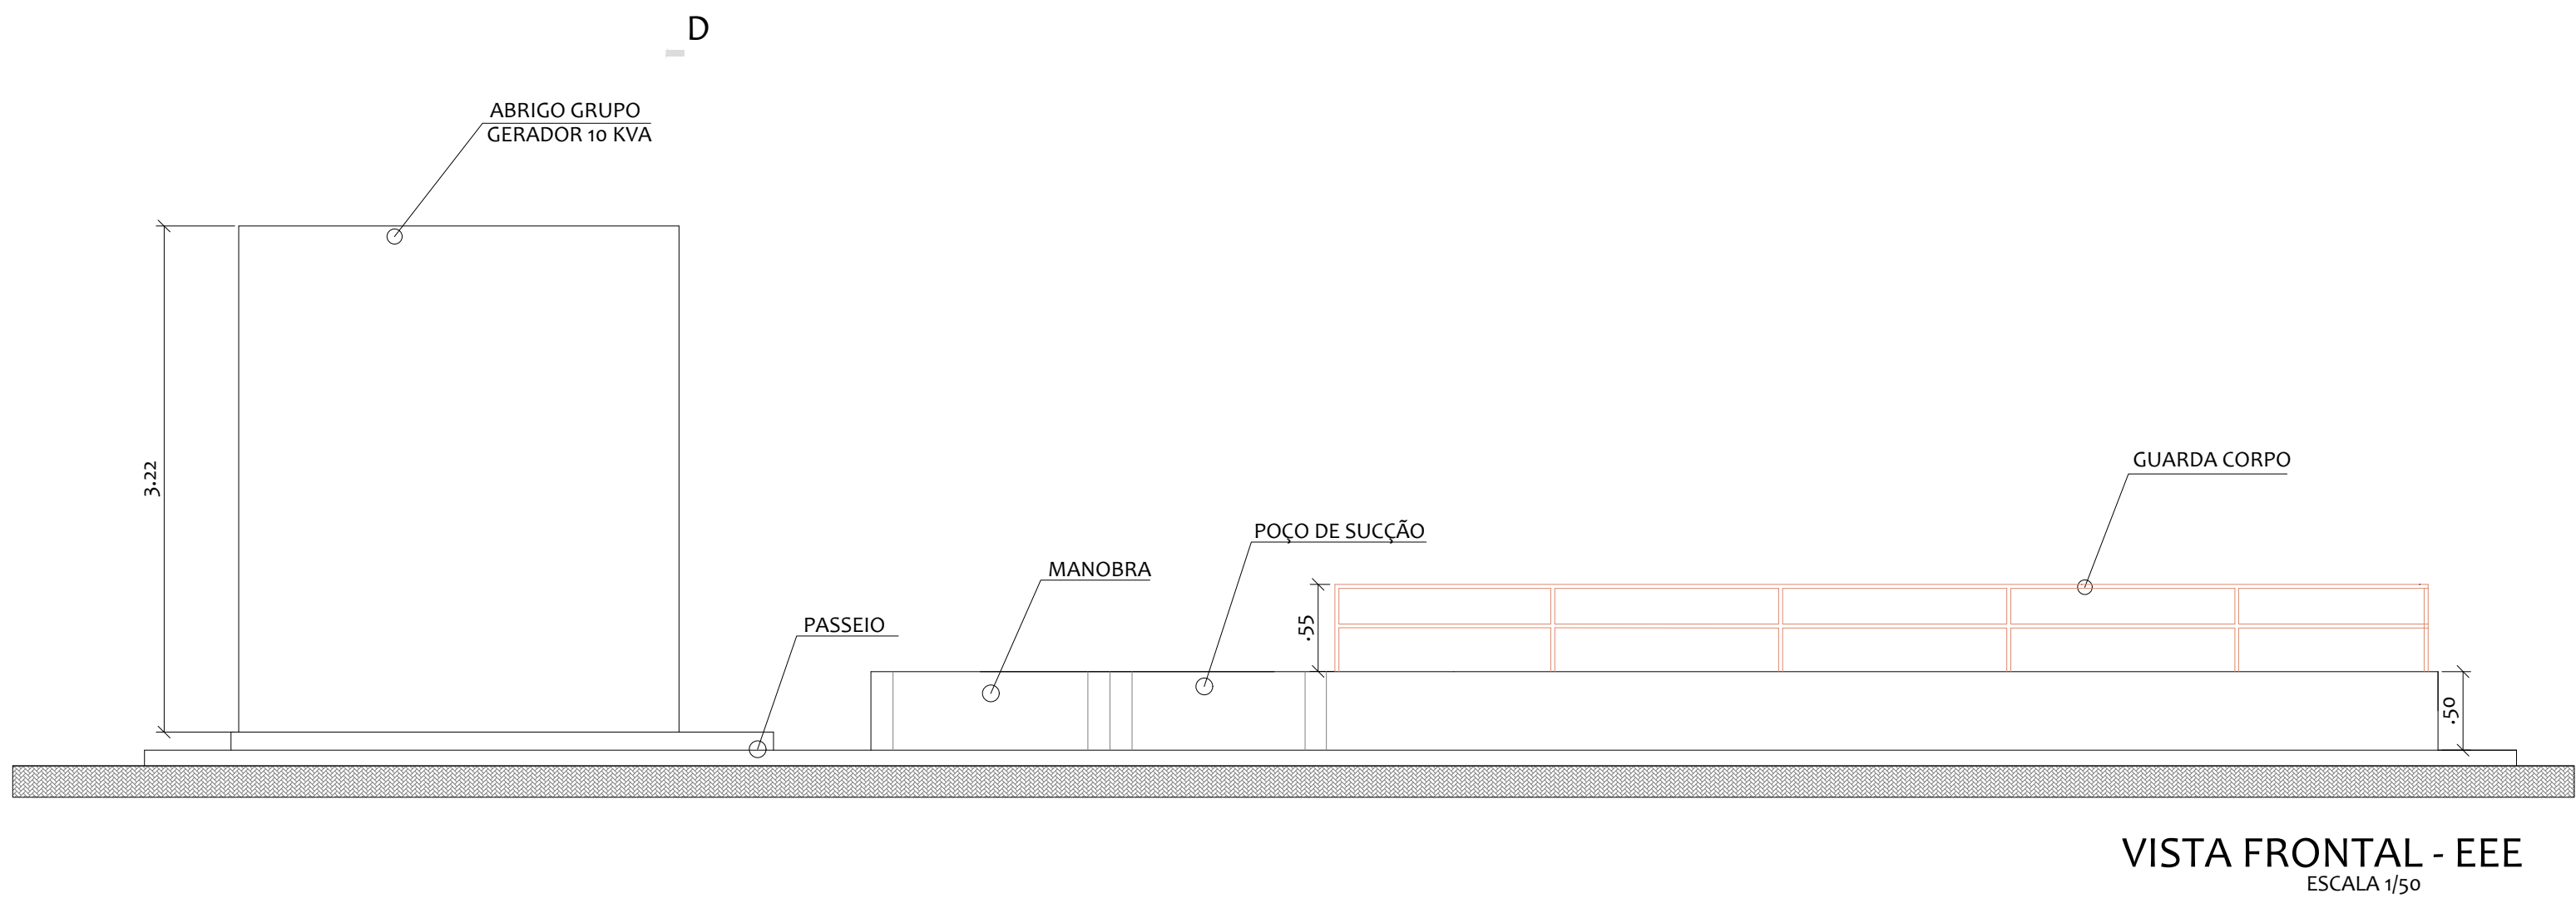 D
ABRIGO GRUPO
GERADOR 10 KVA
3.22
GUARDA CORPO
POÇO DE SUCÇÃO
MANOBRA
PASSEIO
.55
.50
VISTA FRONTAL - EEE
ESCALA 1/50